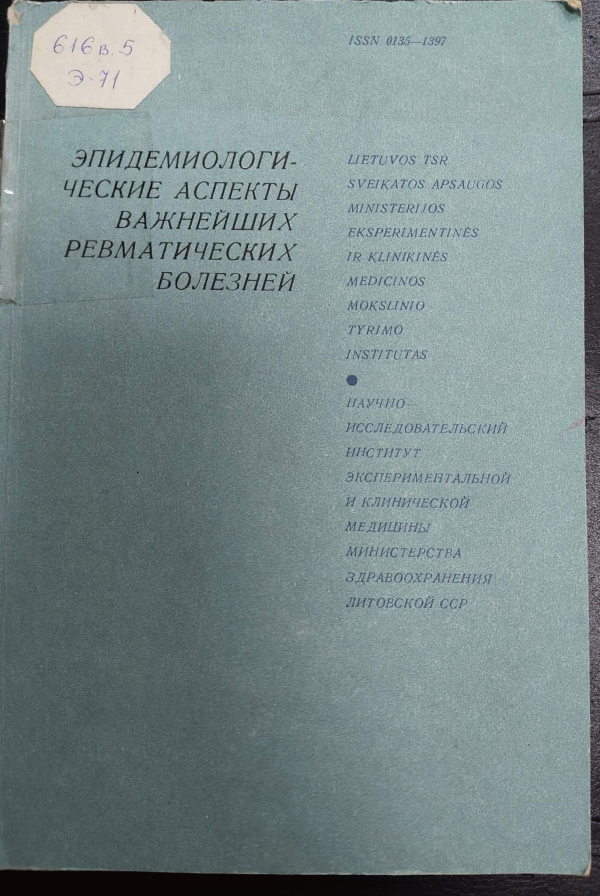 616в.5
Э-71
ISSN 0135—1397
ЭПИДЕМИОЛОГИ-
ЧЕСКИЕ АСПЕКТЫ
ВАЖНЕЙШИХ
РЕВМАТИЧЕСКИХ
БОЛЕЗНЕЙ
LIETUVOS TSR
SVEIKATOS APSAUGOS
MINISTERIJOS
EKSPERIMENTINĖS
IR KLINIKINĖS
MEDICINOS
MOKSLINIO
TYRIMO
INSTITUTAS
НАУЧНО—
ИССЛЕДОВАТЕЛЬСКИЙ
ИНСТИТУТ
ЭКСПЕРИМЕНТАЛЬНОЙ
И КЛИНИЧЕСКОЙ
МЕДИЦИНЫ
МИНИСТЕРСТВА
ЗДРАВООХРАНЕНИЯ
ЛИТОВСКОЙ ССР